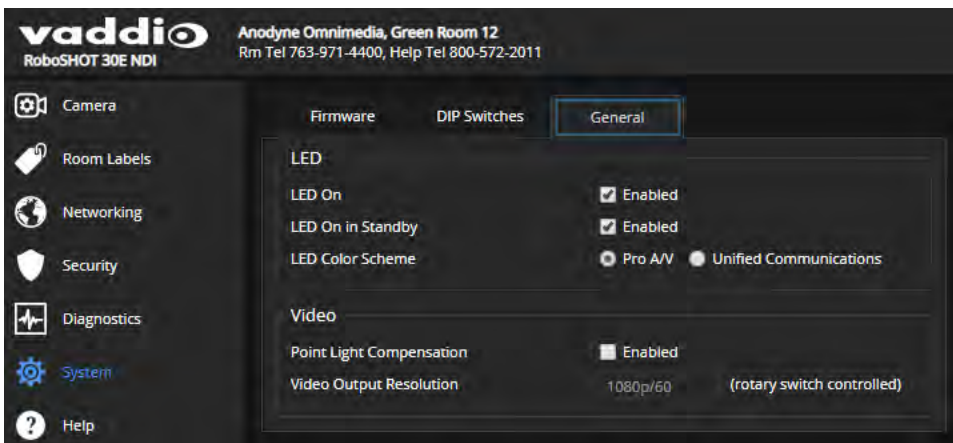 vaddio
RoboSHOT 30E NDI
Anodyne Omnimedia, Green Room 12
Rm Tel 763-971-4400, Help Tel 800-572-2011
Camera
Room Labels
Networking
Security
Diagnostics
System
Help
Firmware DIP Switches General
LED
LED On Enabled
LED On in Standby Enabled
LED Color Scheme Pro A/V Unified Communications
Video
Point Light Compensation Enabled
Video Output Resolution 1080p/60 (rotary switch controlled)